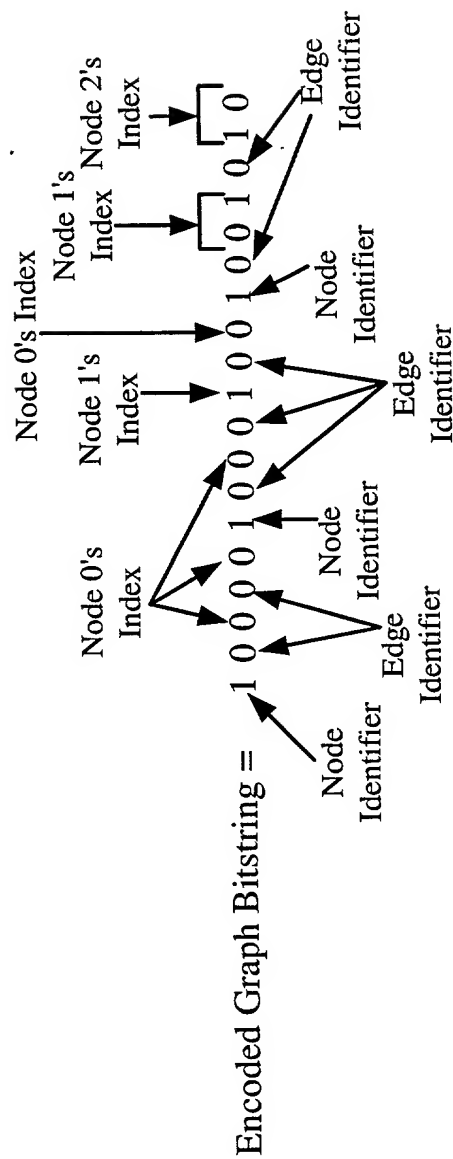 Node 0's
Index
Node 1's
Index
Node 0's Index
Node 1's
Index
Node 2's
Index
Encoded Graph Bitstring = 1 0 0 0 0 1 0 0 0 1 0 0 1 0 0 1 0 1 0
Node
Identifier
Edge
Identifier
Node
Identifier
Edge
Identifier
Node
Identifier
Edge
Identifier